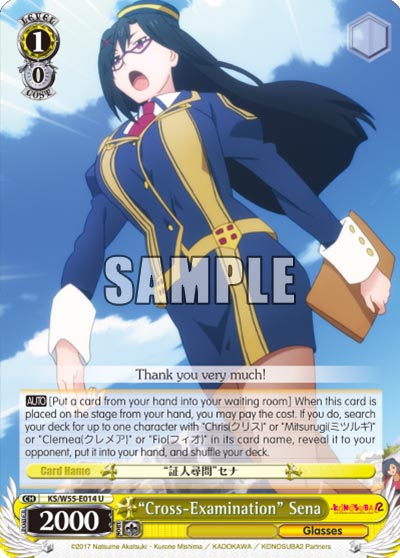 LEVEL
1
0
COST
SAMPLE
Thank you very much!
AUTO [Put a card from your hand into your waiting room] When this card is
placed on the stage from your hand, you may pay the cost. If you do, search
your deck for up to one character with "Chris(クリス)" or "Mitsurugi(ミツルギ)"
or "Clemea(クレメア)" or "Fio(フィオ)" in its card name, reveal it to your
opponent, put it into your hand, and shuffle your deck.
Card Name
“証人尋問”セナ
CH KS/W55-E014 U
“Cross-Examination” Sena
KONOSUBA 2
POWER
2000
SOUL
Glasses
©2017 Natsume Akatsuki・Kurone Mishima / KADOKAWA / KONOSUBA2 Partners